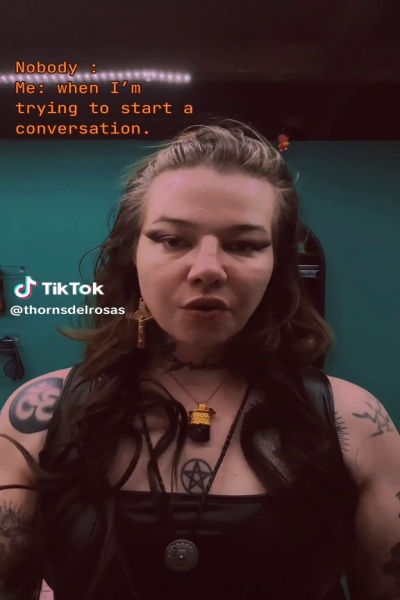 Nobody :
Me: when I'm
trying to start a
conversation.
TikTok
@thornsdelrosas